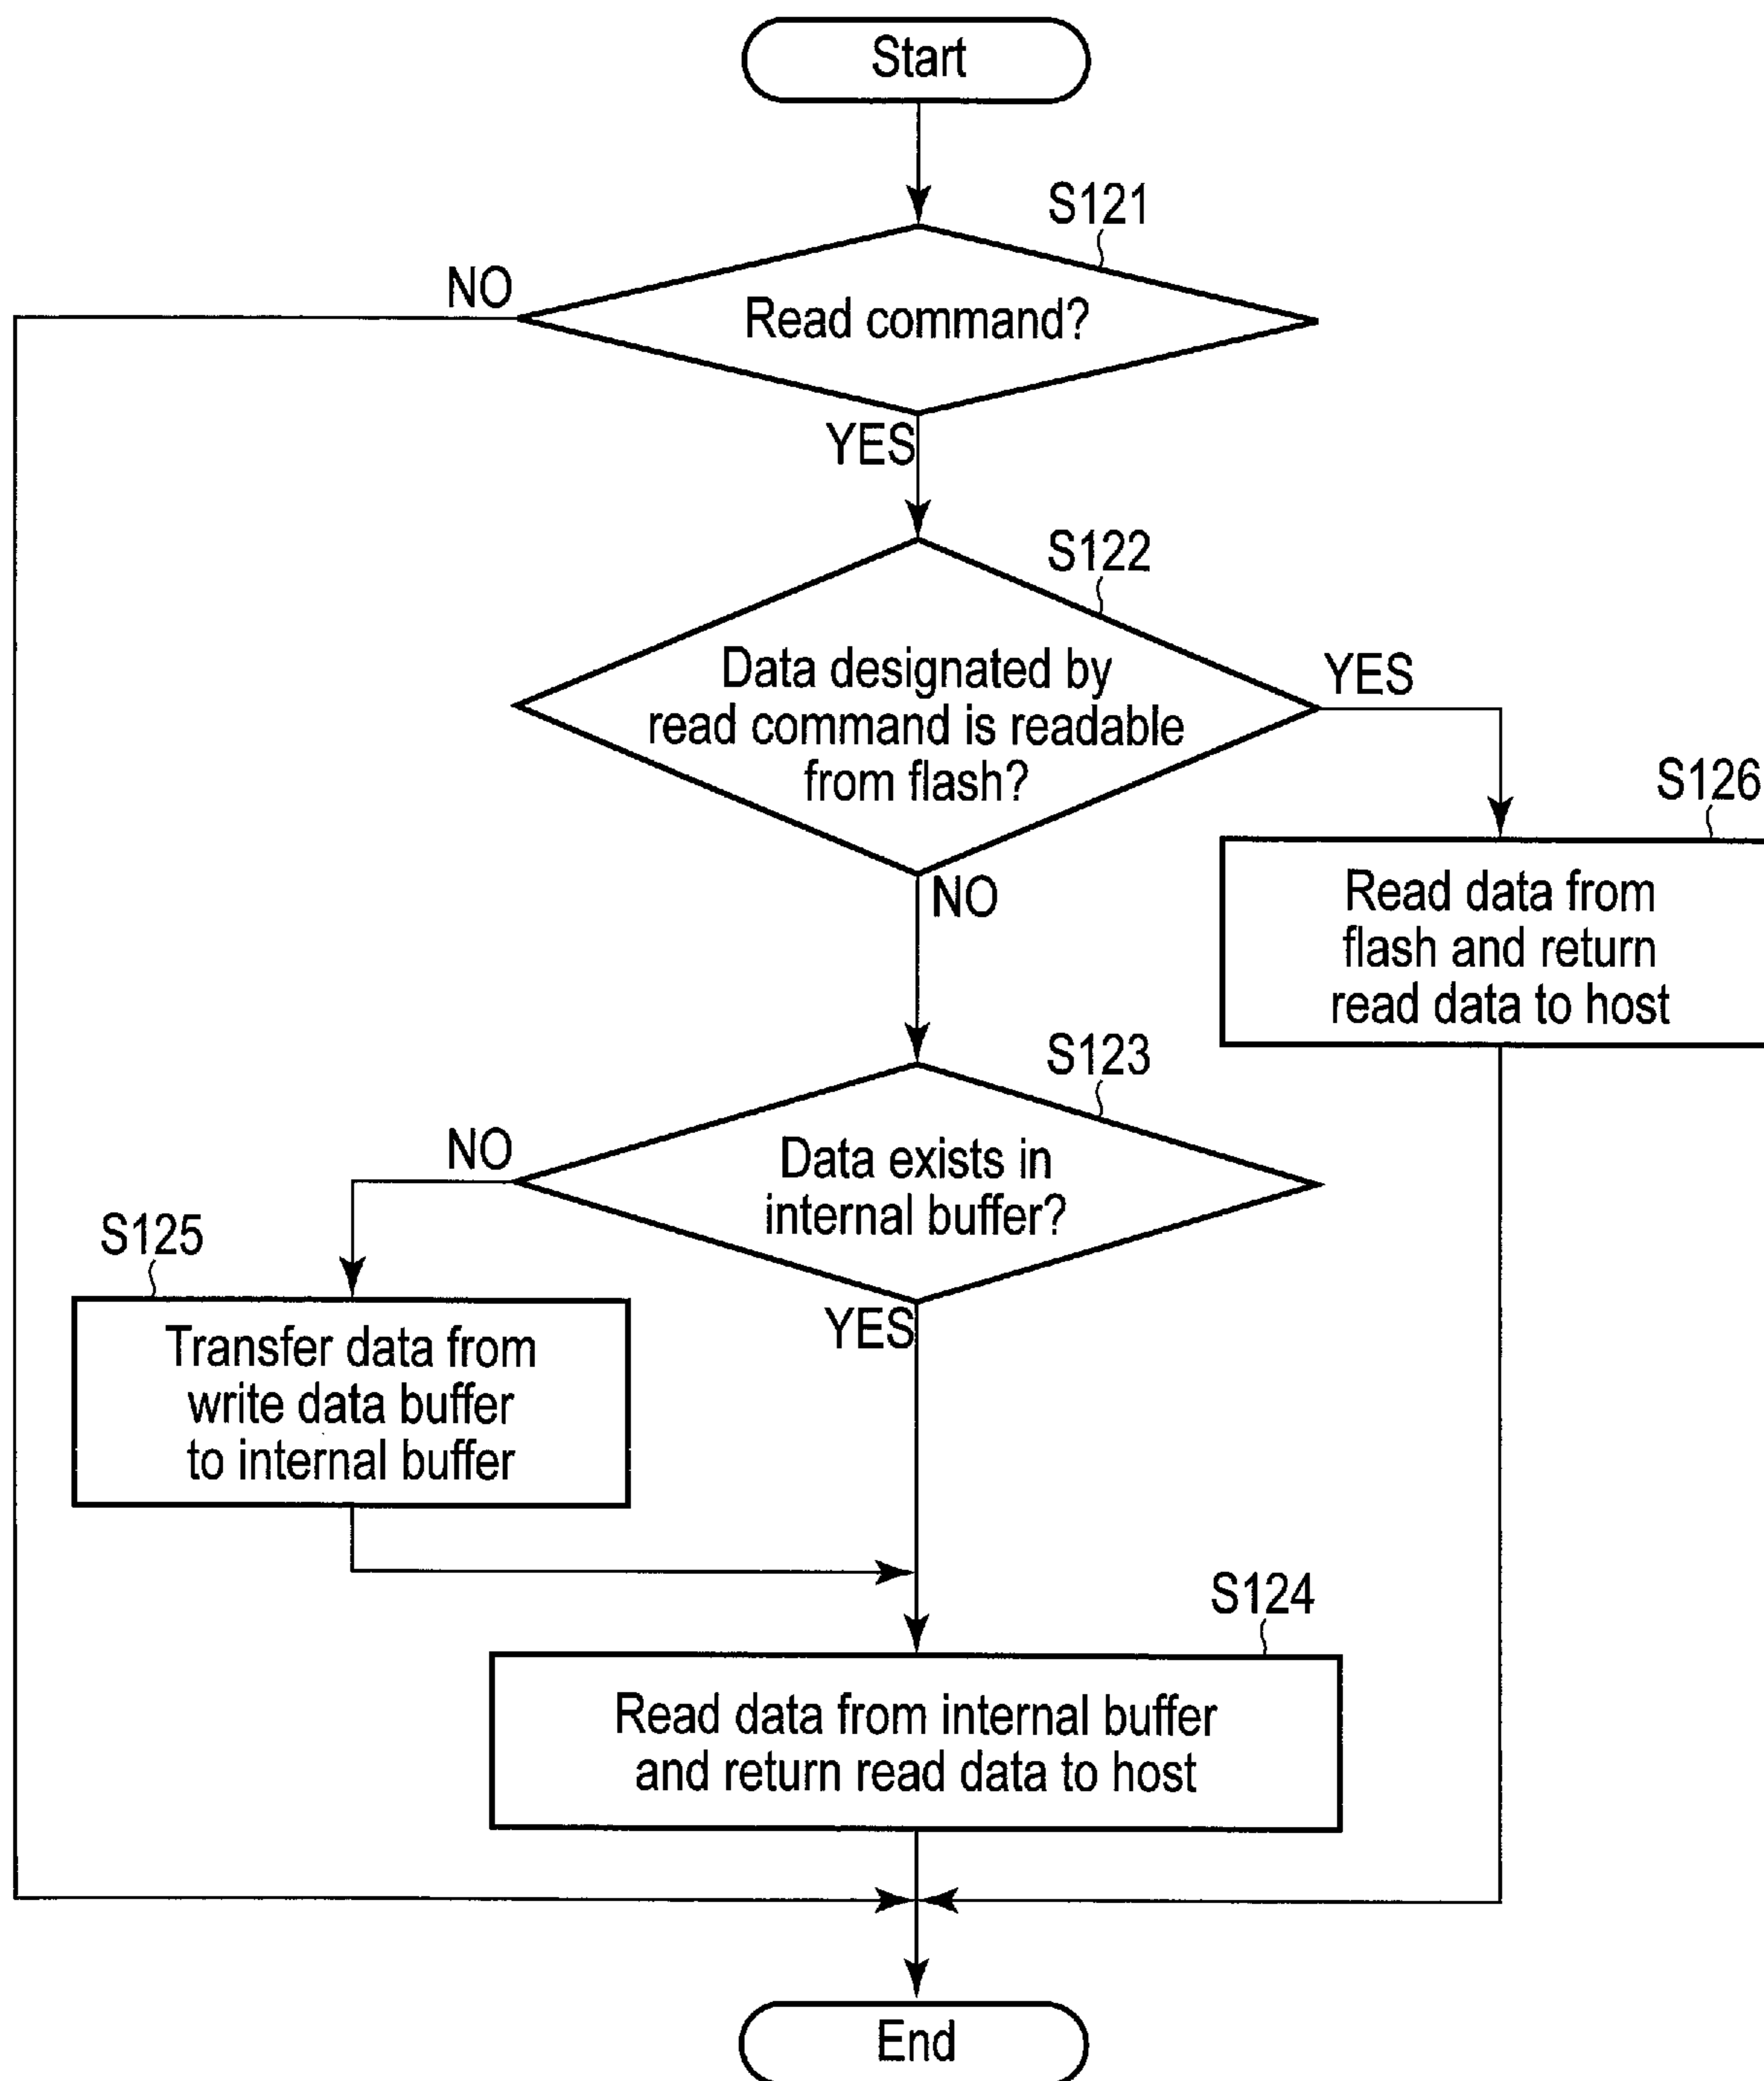 Start
S121
NO
Read command?
YES
S122
Data designated by
read command is readable
from flash?
YES
S126
Read data from
flash and return
read data to host
NO
S123
NO
Data exists in
internal buffer?
S125
YES
Transfer data from
write data buffer
to internal buffer
S124
Read data from internal buffer
and return read data to host
End